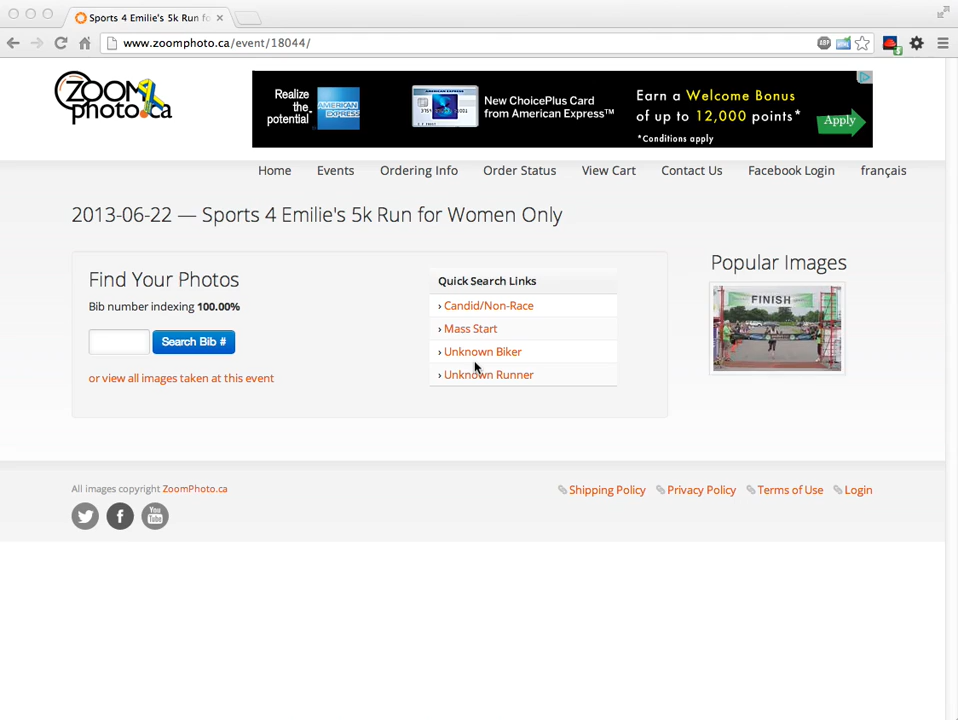 Sports 4 Emilie's 5k Run fo
www.zoomphoto.ca/event/18044/
ABP
ZOOM
photo.ca
Realize
the
potential
AMERICAN
EXPRESS
New ChoicePlus Card
from American Express™
Earn a Welcome Bonus
of up to 12,000 points*
*Conditions apply
Apply
Home Events Ordering Info Order Status View Cart Contact Us Facebook Login français
2013-06-22 — Sports 4 Emilie's 5k Run for Women Only
Find Your Photos
Bib number indexing 100.00%
Search Bib #
or view all images taken at this event
Quick Search Links
› Candid/Non-Race
› Mass Start
› Unknown Biker
› Unknown Runner
Popular Images
FINISH
All images copyright ZoomPhoto.ca
Shipping Policy Privacy Policy Terms of Use Login
You
Tube